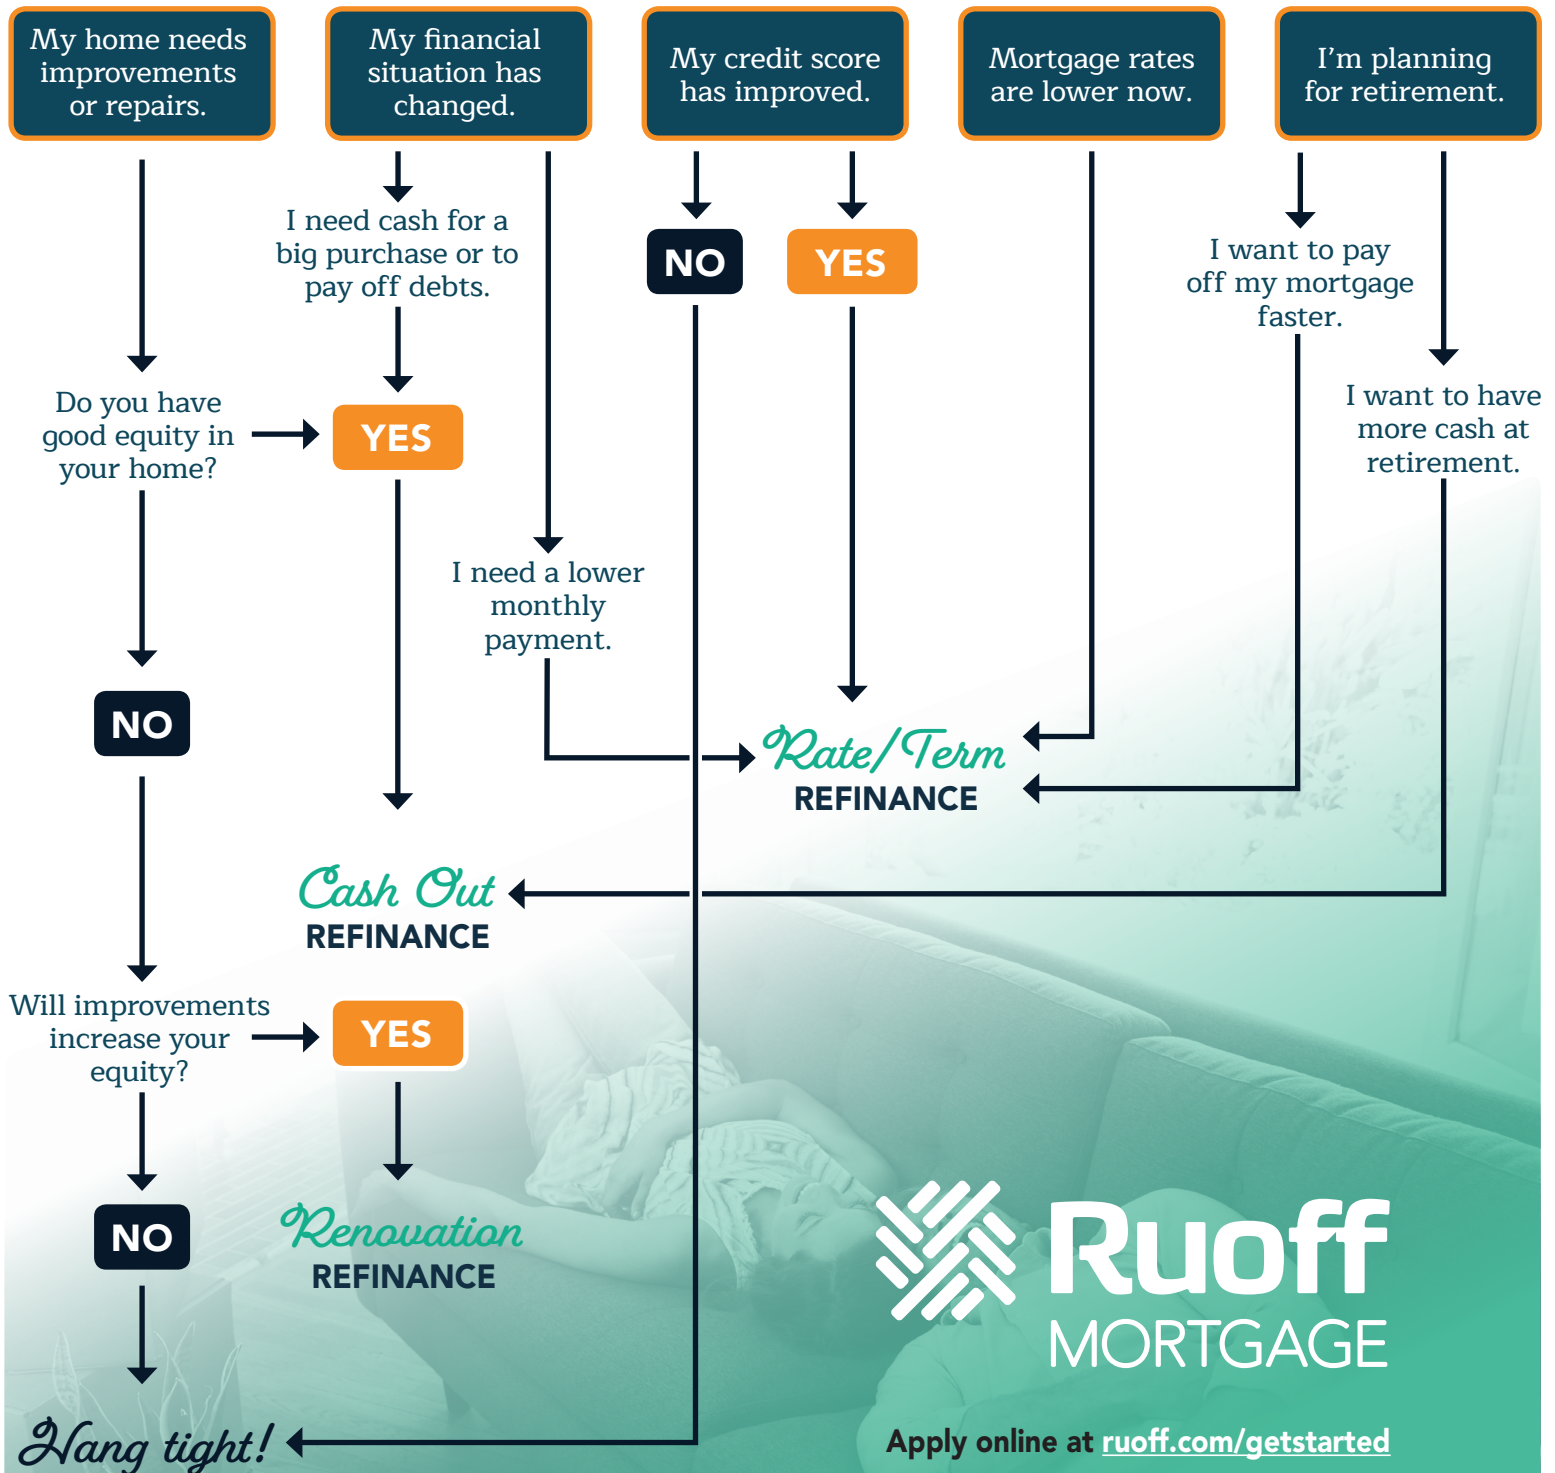 My home needs
improvements
or repairs.
My financial
situation has
changed.
My credit score
has improved.
Mortgage rates
are lower now.
I'm planning
for retirement.
I need cash for a
big purchase or to
pay off debts.
NO
YES
I want to pay
off my mortgage
faster.
Do you have
good equity in
your home?
YES
I want to have
more cash at
retirement.
I need a lower
monthly
payment.
NO
Rate/Term
REFINANCE
Cash Out
REFINANCE
Will improvements
increase your
equity?
YES
NO
Renovation
REFINANCE
Ruoff
MORTGAGE
Hang tight!
Apply online at ruoff.com/getstarted